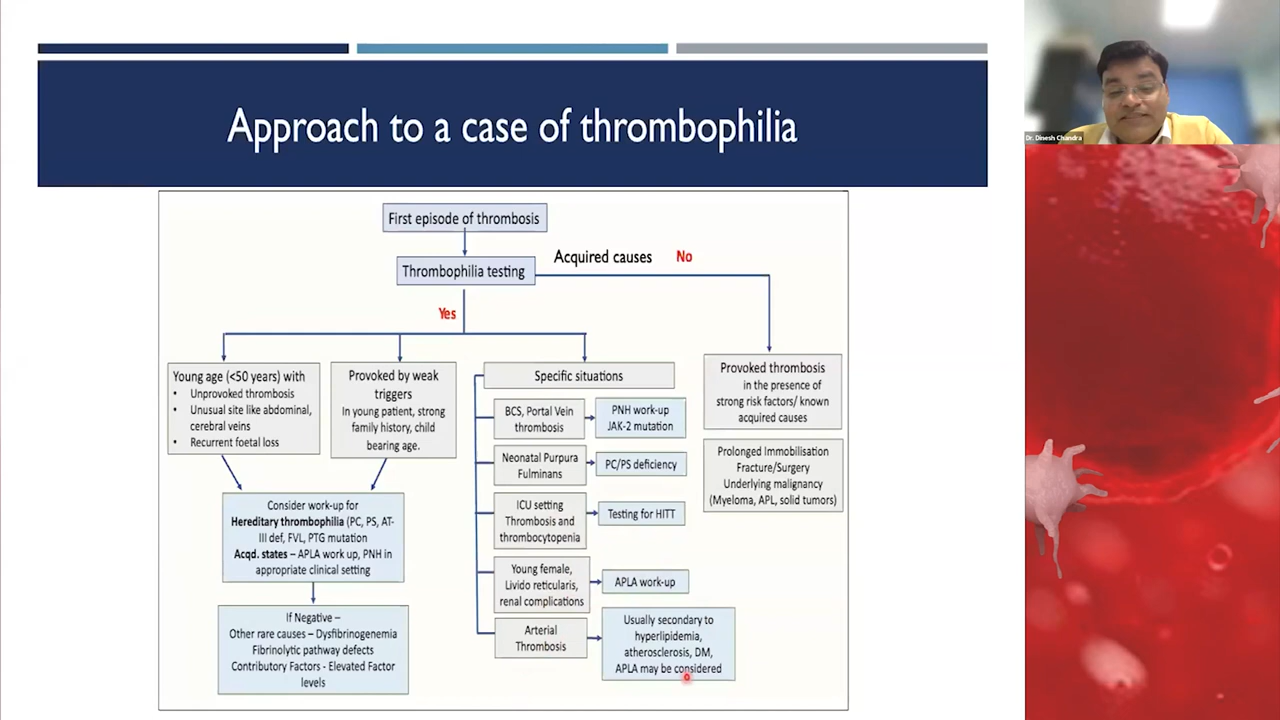 Approach to a case of thrombophilia
Dr. Dinesh Chandra
First episode of thrombosis
Thrombophilia testing
Acquired causes
No
Yes
Young age (<50 years) with
• Unprovoked thrombosis
• Unusual site like abdominal,
cerebral veins
• Recurrent foetal loss
Provoked by weak
triggers
In young patient, strong
family history, child
bearing age.
Consider work-up for
Hereditary thrombophilia (PC, PS, AT-
III def, FVL, PTG mutation
Acqd. states – APLA work up, PNH in
appropriate clinical setting
If Negative –
Other rare causes – Dysfibrinogenemia
Fibrinolytic pathway defects
Contributory Factors - Elevated Factor
levels
Specific situations
BCS, Portal Vein
thrombosis
PNH work-up
JAK-2 mutation
Neonatal Purpura
Fulminans
PC/PS deficiency
ICU setting
Thrombosis and
thrombocytopenia
Testing for HITT
Young female,
Livido reticularis,
renal complications
APLA work-up
Arterial
Thrombosis
Usually secondary to
hyperlipidemia,
atherosclerosis, DM,
APLA may be considered
Provoked thrombosis
in the presence of
strong risk factors/ known
acquired causes
Prolonged Immobilisation
Fracture/Surgery
Underlying malignancy
(Myeloma, APL, solid tumors)